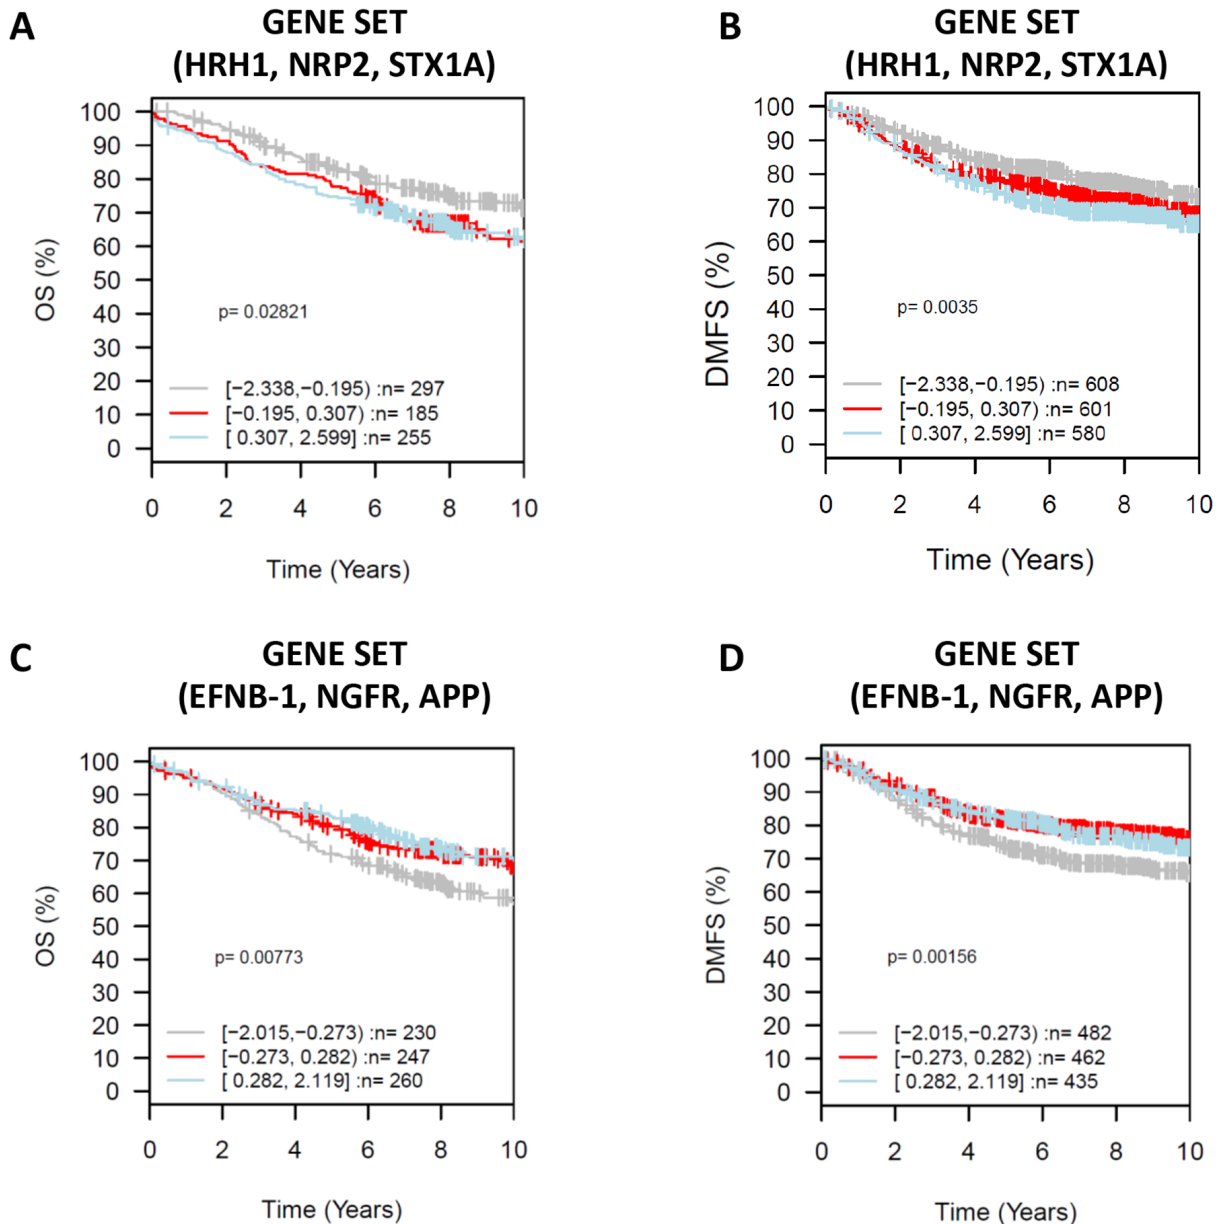 A
GENE SET
(HRH1, NRP2, STX1A)
OS (%)
100
90
80
70
60
50
40
30
20
10
0
p= 0.02821
[−2.338,−0.195) :n= 297
[−0.195, 0.307) :n= 185
[ 0.307, 2.599] :n= 255
0 2 4 6 8 10
Time (Years)
B
GENE SET
(HRH1, NRP2, STX1A)
DMFS (%)
100
90
80
70
60
50
40
30
20
10
0
p= 0.0035
[−2.338,−0.195) :n= 608
[−0.195, 0.307) :n= 601
[ 0.307, 2.599] :n= 580
0 2 4 6 8 10
Time (Years)
C
GENE SET
(EFNB-1, NGFR, APP)
OS (%)
100
90
80
70
60
50
40
30
20
10
0
p= 0.00773
[−2.015,−0.273) :n= 230
[−0.273, 0.282) :n= 247
[ 0.282, 2.119] :n= 260
0 2 4 6 8 10
Time (Years)
D
GENE SET
(EFNB-1, NGFR, APP)
DMFS (%)
100
90
80
70
60
50
40
30
20
10
0
p= 0.00156
[−2.015,−0.273) :n= 482
[−0.273, 0.282) :n= 462
[ 0.282, 2.119] :n= 435
0 2 4 6 8 10
Time (Years)